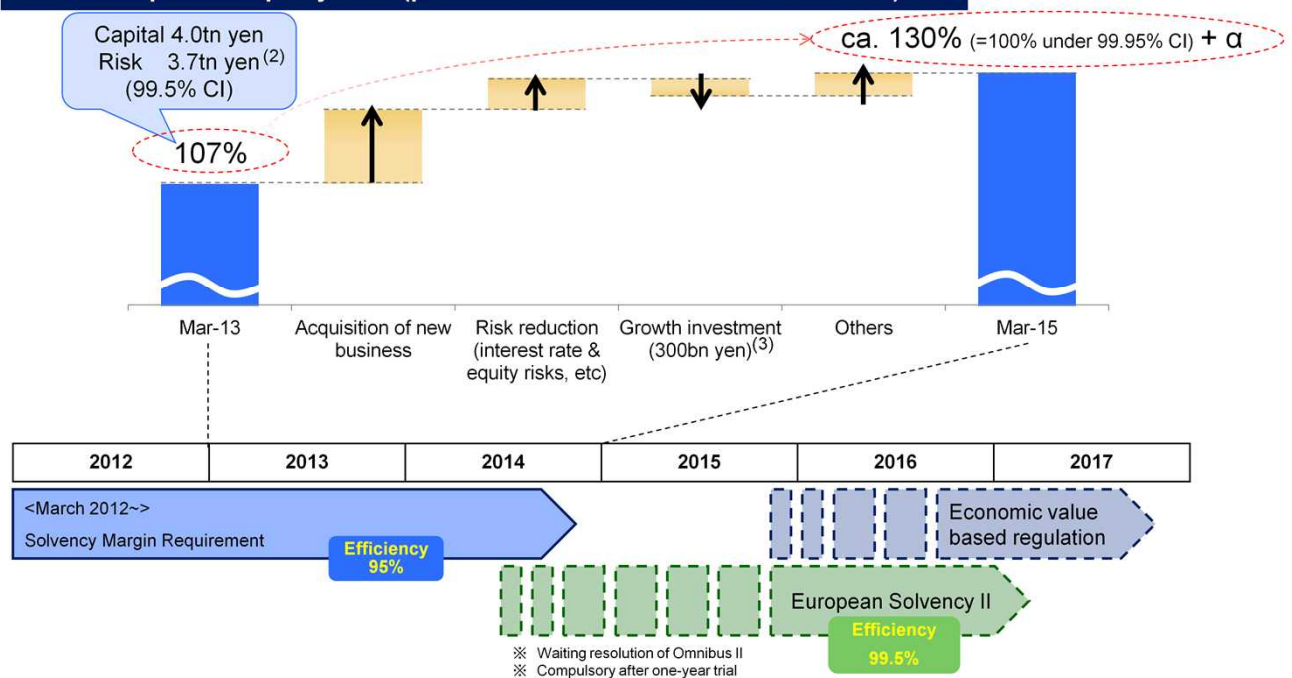 Capital 4.0tn yen
Risk 3.7tn yen(2)
(99.5% CI)
107%
ca. 130% (=100% under 99.95% CI) + α
Mar-13
Acquisition of new
business
Risk reduction
(interest rate &
equity risks, etc)
Growth investment
(300bn yen)(3)
Others
Mar-15
2012 2013 2014 2015 2016 2017
<March 2012~>
Solvency Margin Requirement
Efficiency
95%
Economic value
based regulation
European Solvency II
Efficiency
99.5%
※ Waiting resolution of Omnibus II
※ Compulsory after one-year trial